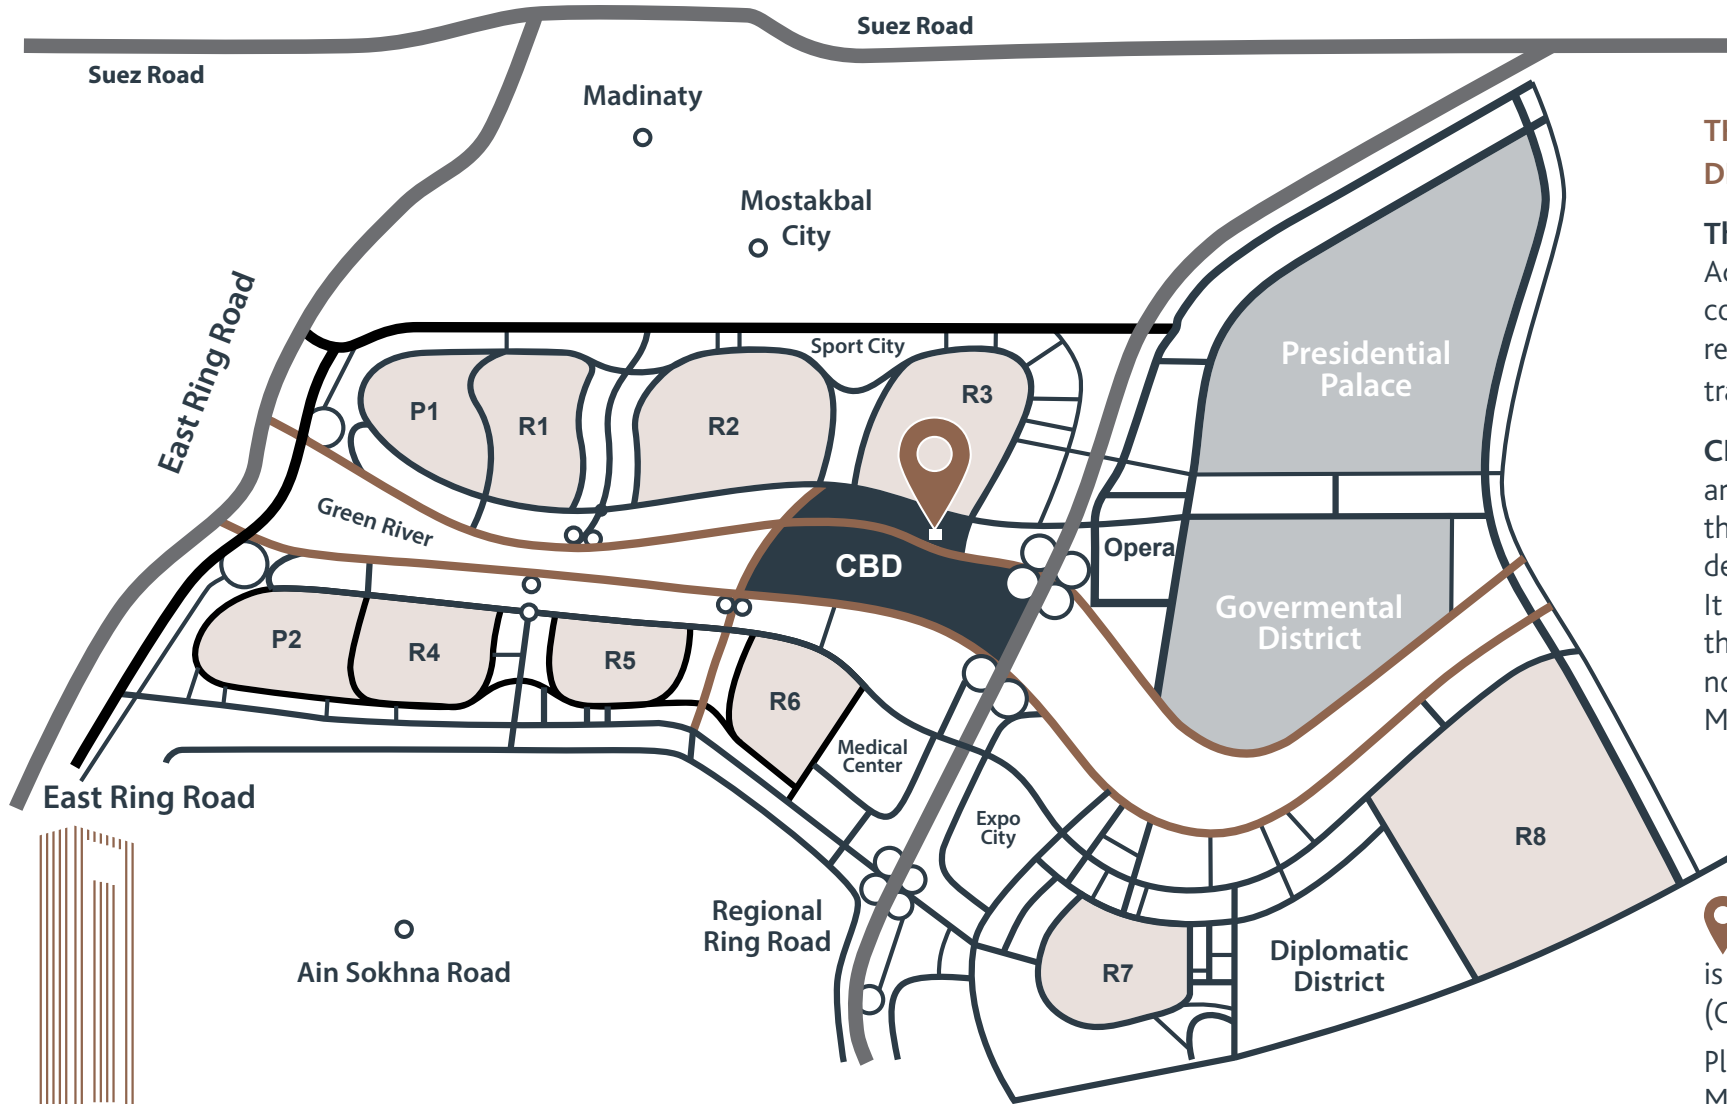 Suez Road
Suez Road
Madinaty
Mostakbal
City
East Ring Road
Sport City
P1
R1
R2
R3
Presidential
Palace
Green River
CBD
Opera
Govermental
District
P2
R4
R5
R6
Medical
Center
East Ring Road
Expo
City
R8
Regional
Ring Road
Ain Sokhna Road
R7
Diplomatic
District
It
is